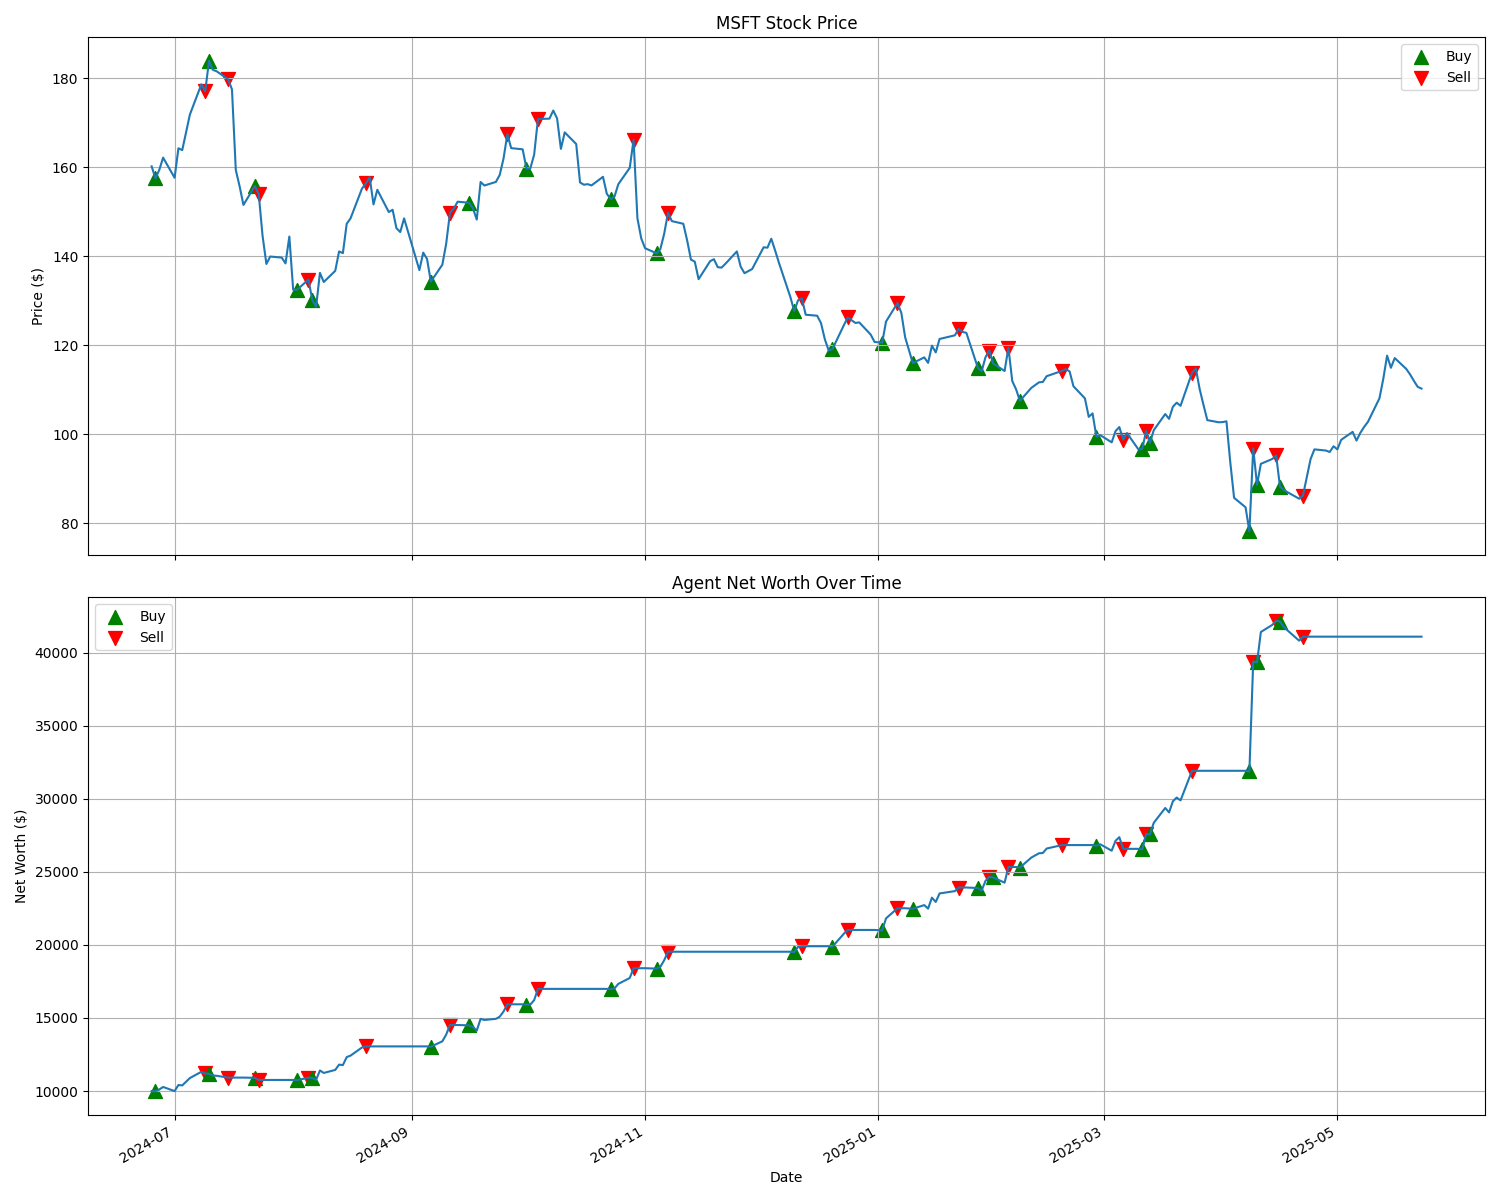 MSFT Stock Price
Buy
Sell
Price ($)
180
160
140
120
100
80
Agent Net Worth Over Time
Buy
Sell
Net Worth ($)
40000
35000
30000
25000
20000
15000
10000
2024-07
2024-09
2024-11
2025-01
2025-03
2025-05
Date